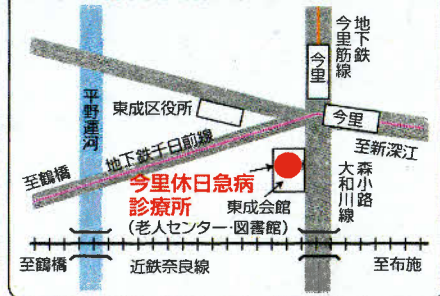 地下鉄
今里筋線
今里
今里
至新深江
東成区役所
平野運河
地下鉄千日前線
至鶴橋
今里休日急病
診療所
東成会館
(老人センター・図書館)
森小路
大和川線
至鶴橋
近鉄奈良線
至布施